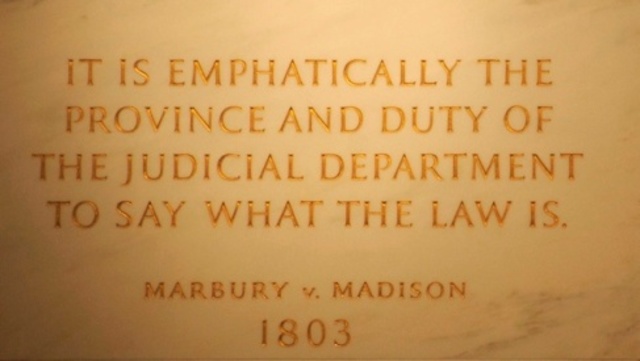 IT IS EMPHATICALLY THE
PROVINCE AND DUTY OF
THE JUDICIAL DEPARTMENT
TO SAY WHAT THE LAW IS.
MARBURY v. MADISON
1803